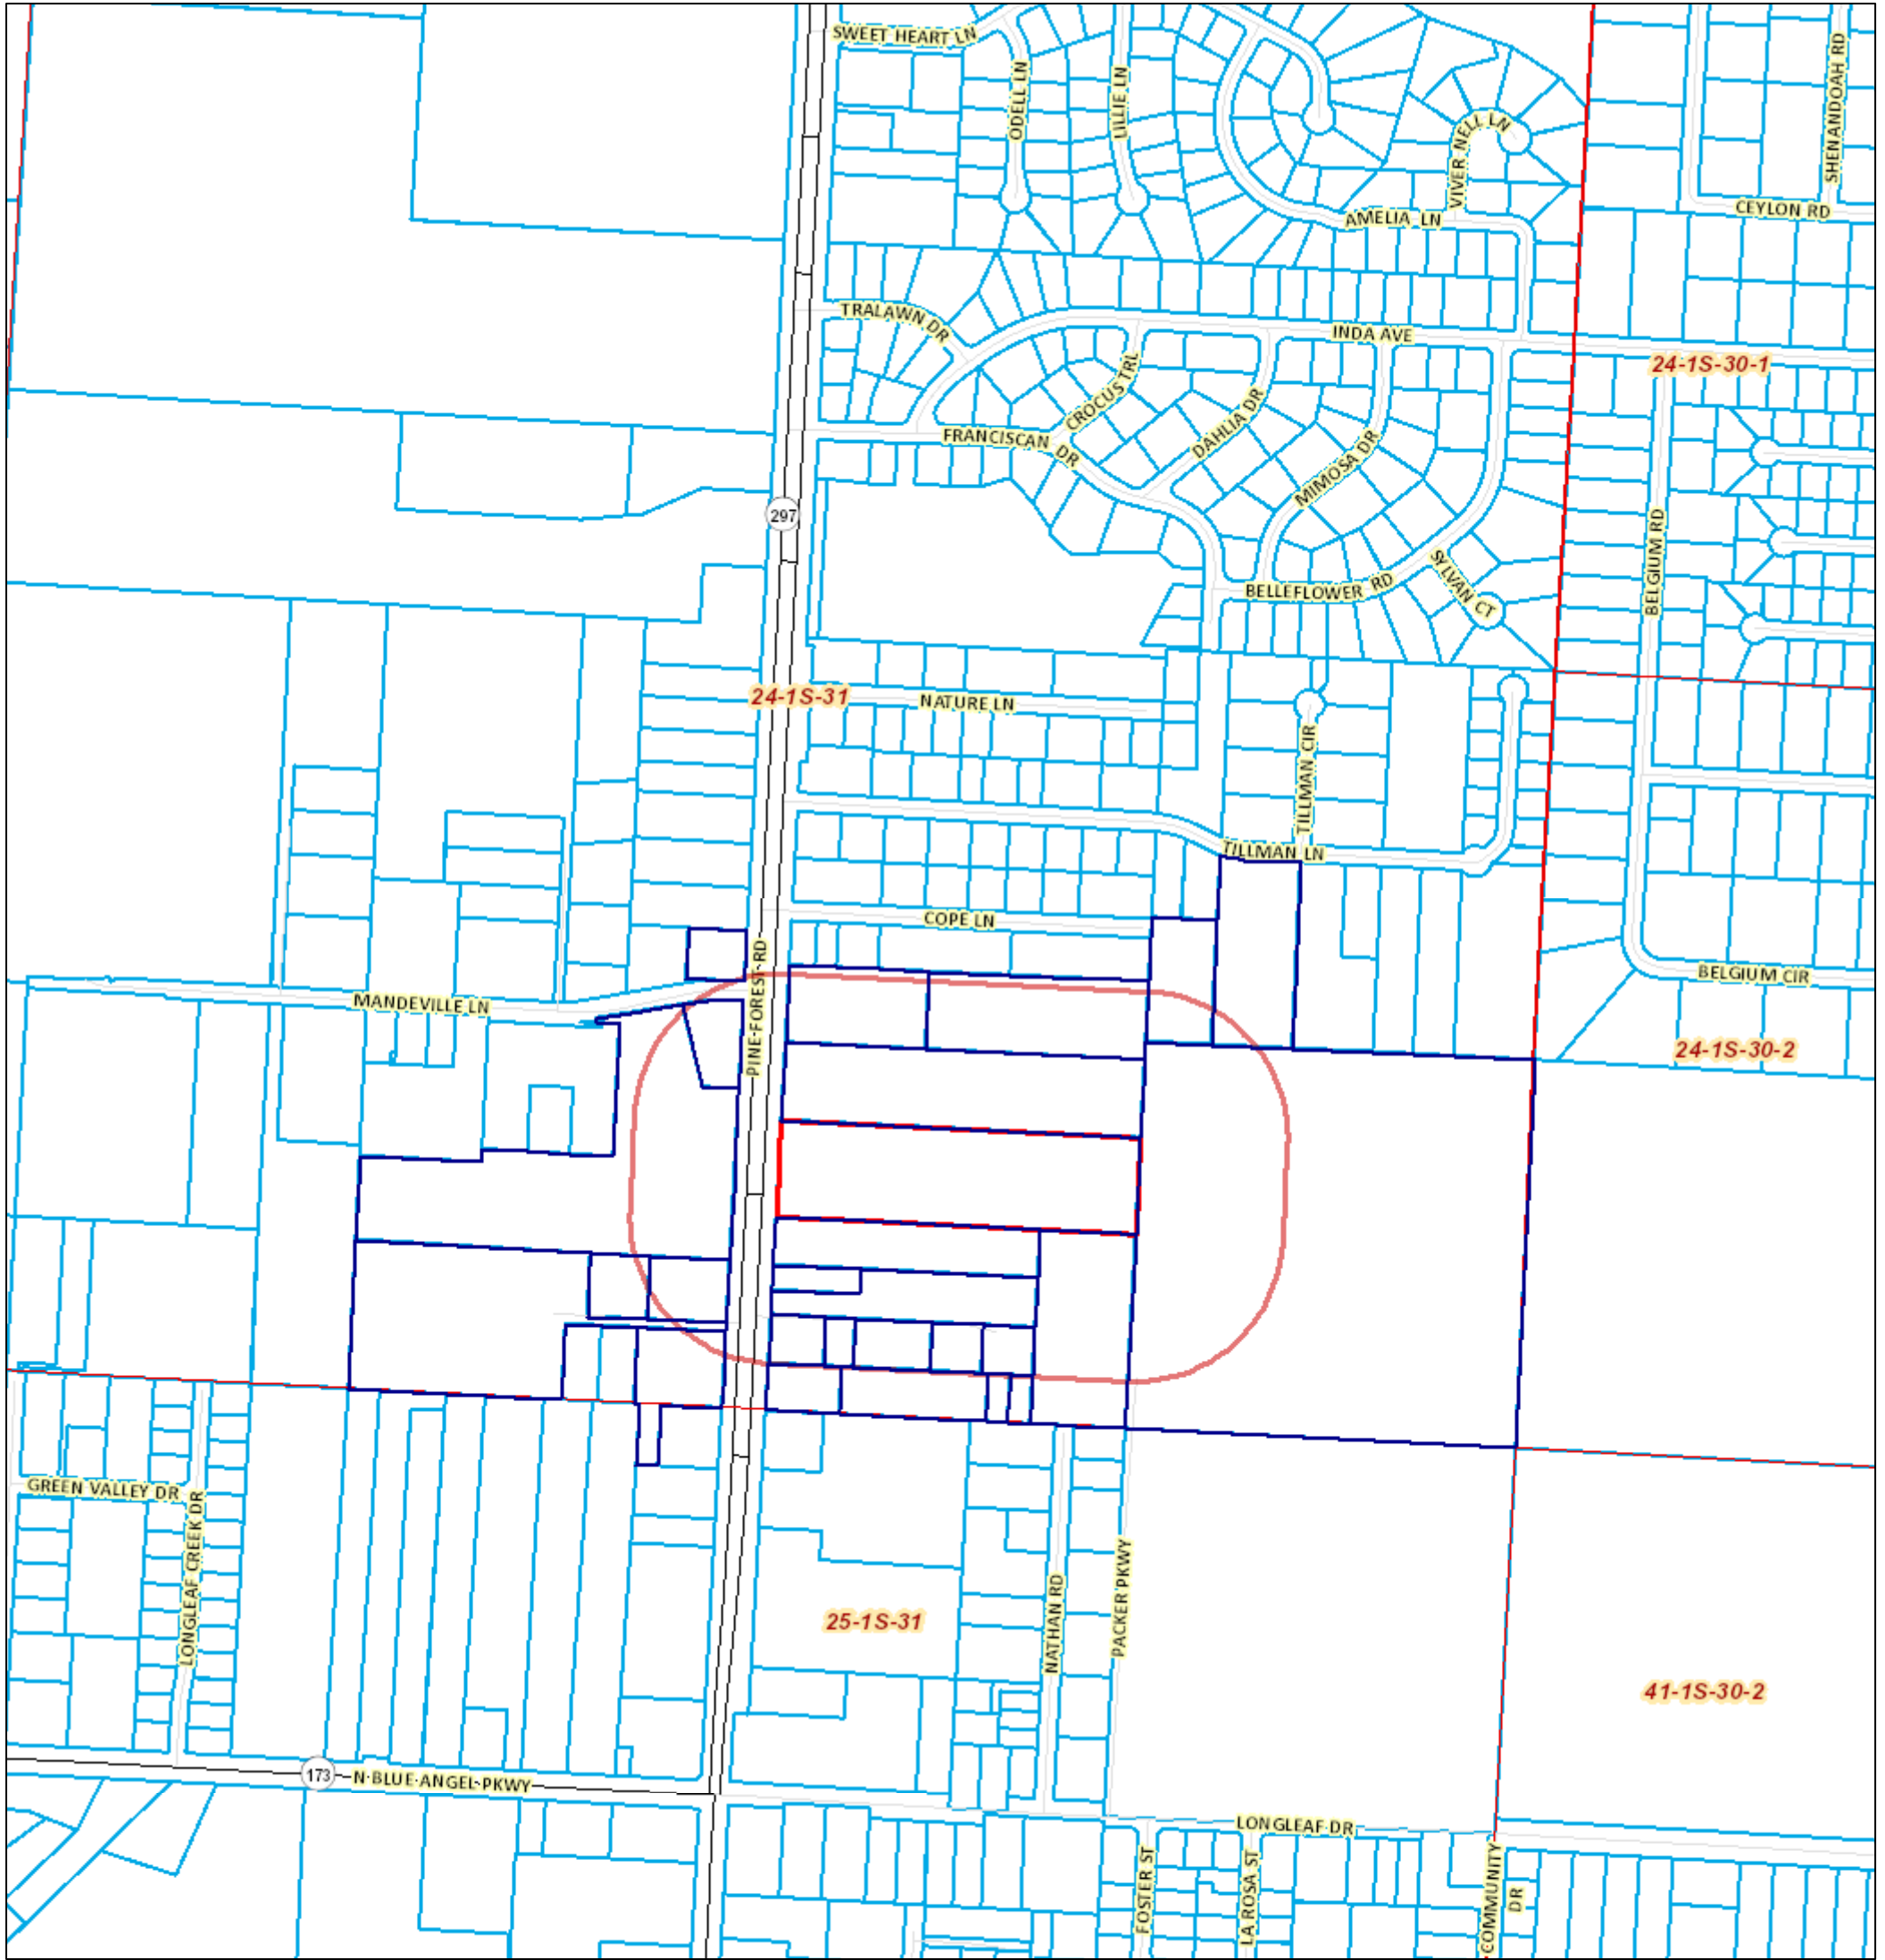 SWEET HEART LN
ODELL LN
LILLIE LN
VIVER NELL LN
SHENANDOAH RD
AMELIA LN
CEYLON RD
TRALAWN DR
INDA AVE
24-1S-30-1
CROCUS TRL
DAHLIA DR
FRANCISCAN DR
MIMOSA DR
297
BELGIUM RD
SYLVAN CT
BELLEFLOWER RD
24-1S-31
NATURE LN
TILLMAN CIR
TILLMAN LN
COPE LN
PINE FOREST RD
BELGIUM CIR
MANDEVILLE LN
24-1S-30-2
GREEN VALLEY DR
LONGLEAF CREEK DR
NATHAN RD
PACKER PKWY
25-1S-31
41-1S-30-2
173
N BLUE ANGEL PKWY
LONGLEAF DR
FOSTER ST
LA ROSA ST
COMMUNITY
DR